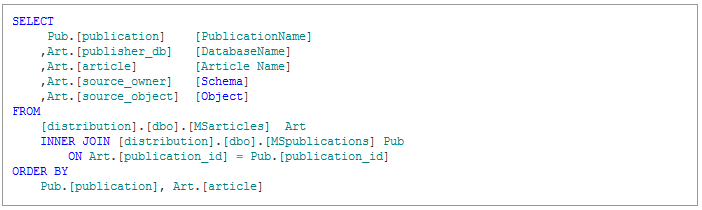 SELECT
Pub.[publication] [PublicationName]
,Art.[publisher_db] [DatabaseName]
,Art.[article] [Article Name]
,Art.[source_owner] [Schema]
,Art.[source_object] [Object]
FROM
[distribution].[dbo].[MSarticles] Art
INNER JOIN [distribution].[dbo].[MSpublications] Pub
ON Art.[publication_id] = Pub.[publication_id]
ORDER BY
Pub.[publication], Art.[article]